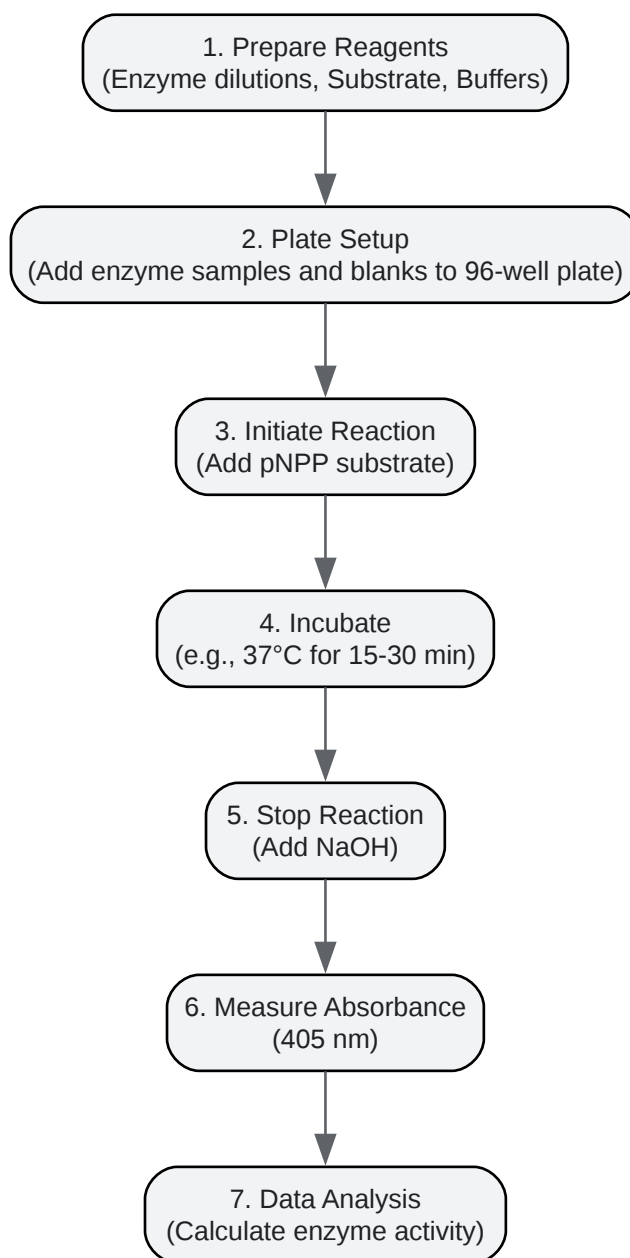 1. Prepare Reagents
(Enzyme dilutions, Substrate, Buffers)
2. Plate Setup
(Add enzyme samples and blanks to 96-well plate)
3. Initiate Reaction
(Add pNPP substrate)
4. Incubate
(e.g., 37°C for 15-30 min)
5. Stop Reaction
(Add NaOH)
6. Measure Absorbance
(405 nm)
7. Data Analysis
(Calculate enzyme activity)